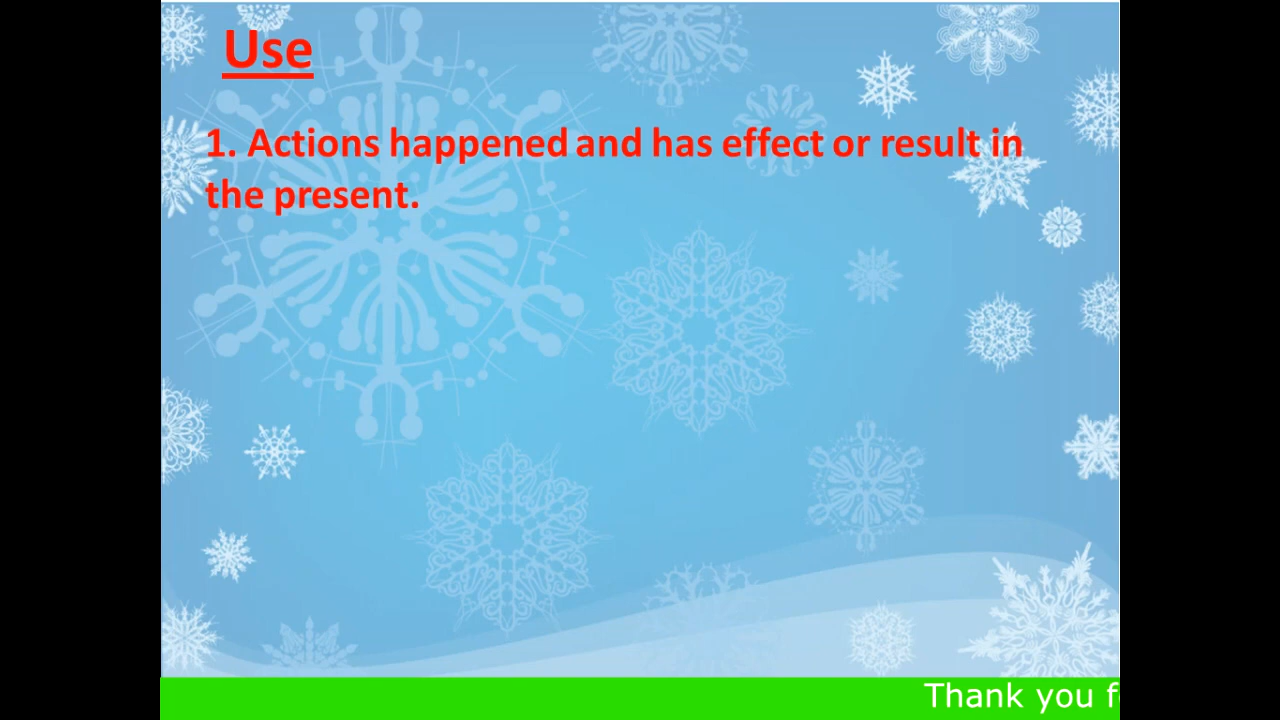 Use
1. Actions happened and has effect or result in
the present.
Thank you f